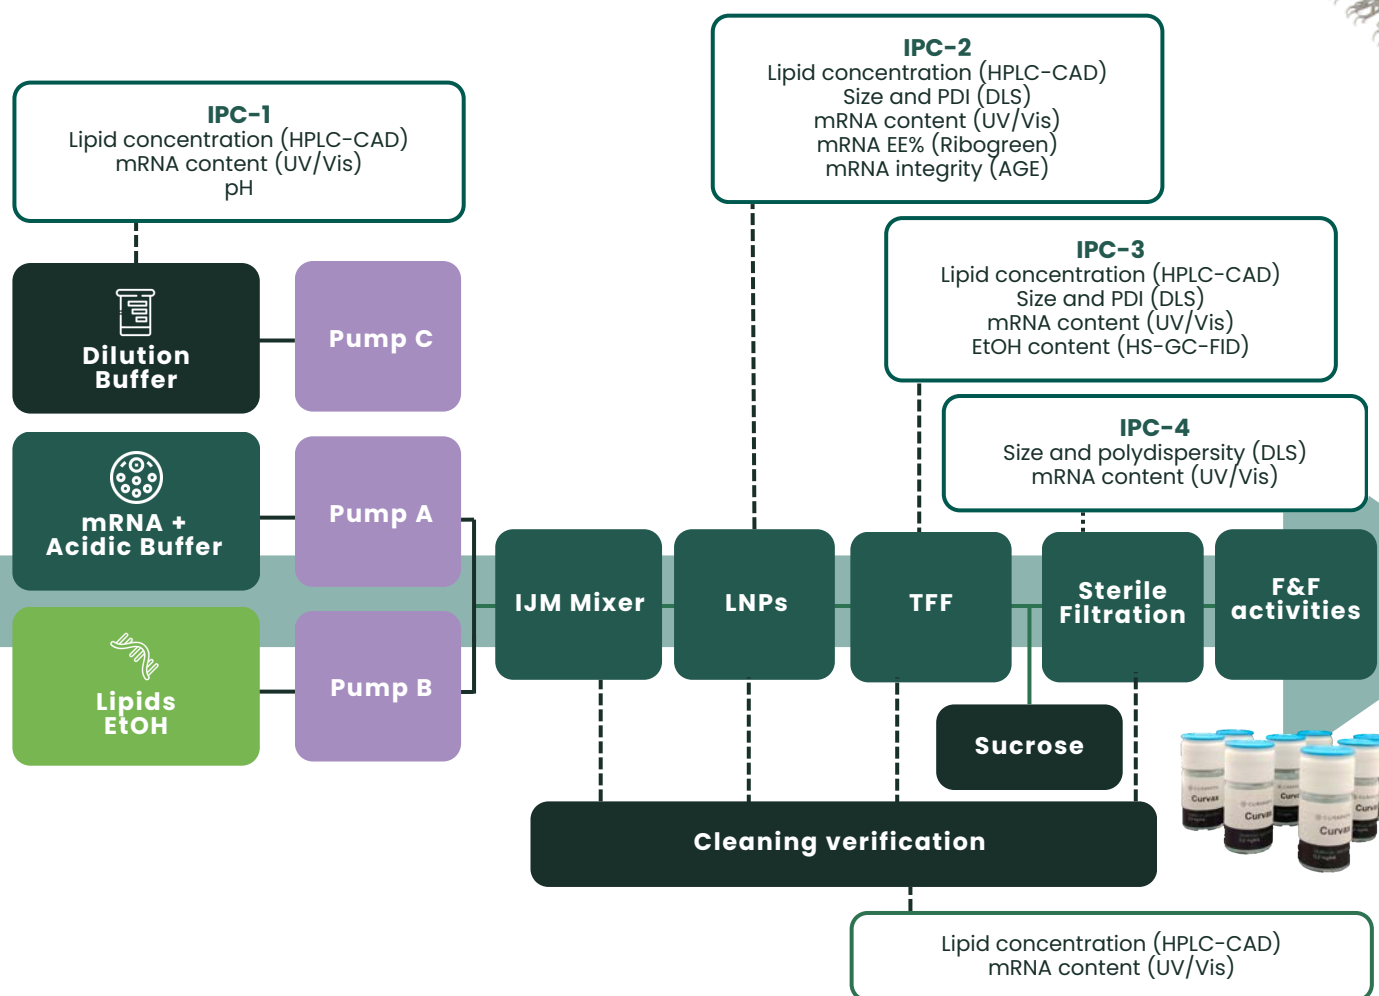 IPC-2
Lipid concentration (HPLC-CAD)
Size and PDI (DLS)
mRNA content (UV/Vis)
mRNA EE% (Ribogreen)
mRNA integrity (AGE)
IPC-1
Lipid concentration (HPLC-CAD)
mRNA content (UV/Vis)
pH
IPC-3
Lipid concentration (HPLC-CAD)
Size and PDI (DLS)
mRNA content (UV/Vis)
EtOH content (HS-GC-FID)
Dilution
Buffer
Pump C
IPC-4
Size and polydispersity (DLS)
mRNA content (UV/Vis)
mRNA +
Acidic Buffer
Pump A
IJM Mixer
LNPs
TFF
Sterile
Filtration
F&F
activities
Lipids
EtOH
Pump B
Sucrose
Cleaning verification
Curvax
Curvax
Curvax
Lipid concentration (HPLC-CAD)
mRNA content (UV/Vis)